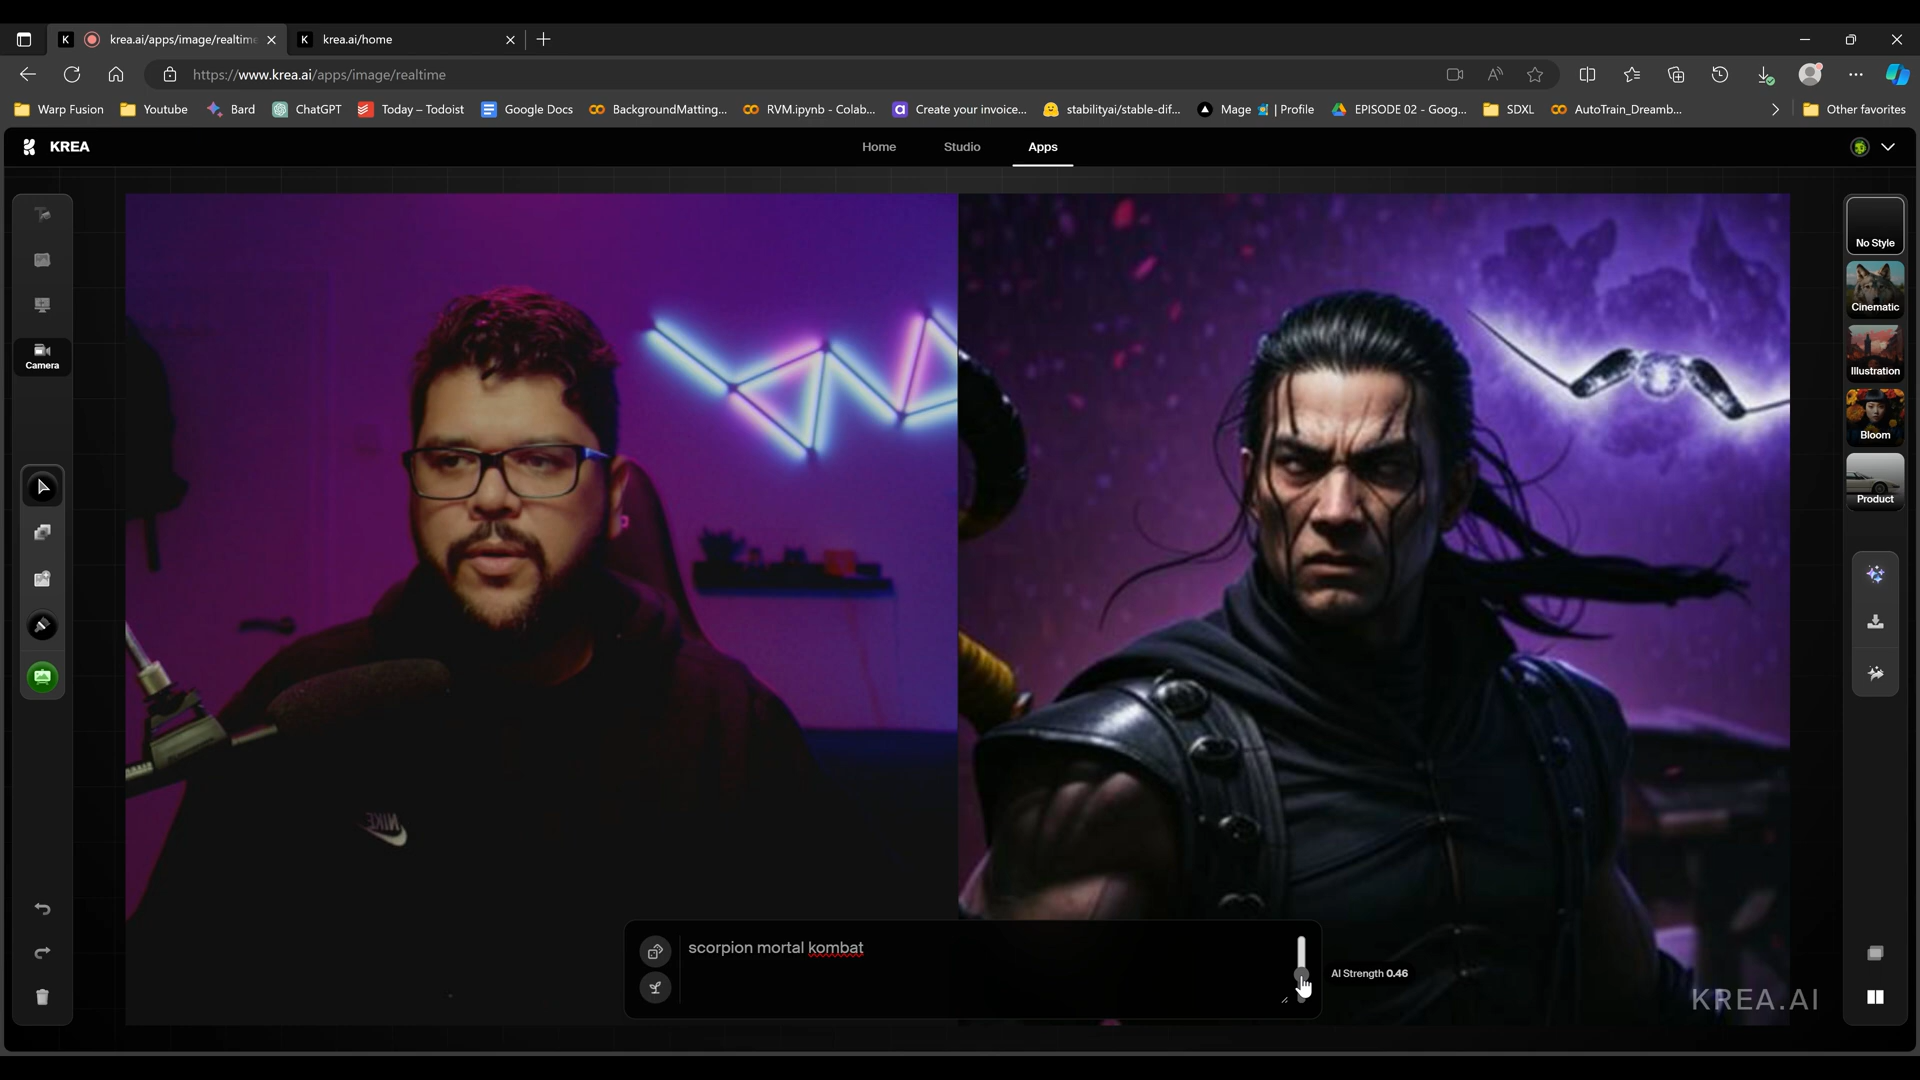 krea.ai/apps/image/realtime
krea.ai/home
https://www.krea.ai/apps/image/realtime
Warp Fusion
Youtube
Bard
ChatGPT
Today – Todoist
Google Docs
BackgroundMatting...
RVM.ipynb - Colab...
Create your invoice...
stabilityai/stable-dif...
Mage | Profile
EPISODE 02 - Goog...
SDXL
AutoTrain_Dreamb...
Other favorites
KREA
Home
Studio
Apps
Camera
No Style
Cinematic
Illustration
Bloom
Product
NIKE
scorpion mortal kombat
AI Strength 0.46
KREA.AI